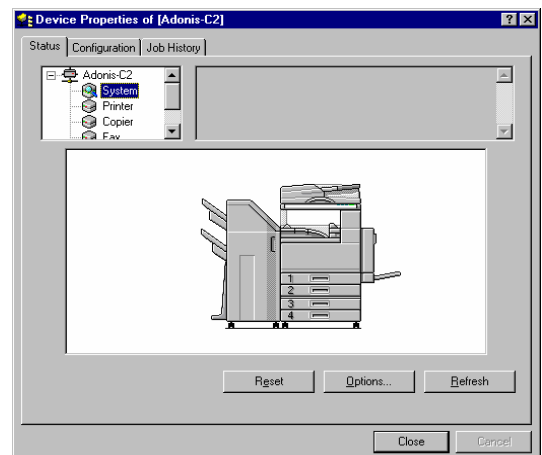 Device Properties of [Adonis-C2]
Status Configuration Job History
Adonis-C2
System
Printer
Copier
Fax
1
2
3
4
Reset Options... Refresh
Close Cancel